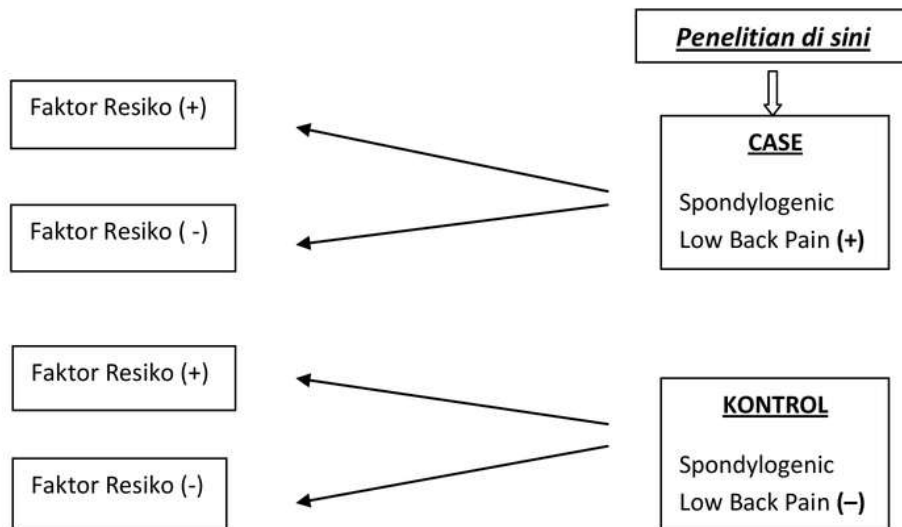 Penelitian di sini
Faktor Resiko (+)
CASE
Spondylogenic
Low Back Pain (+)
Faktor Resiko ( -)
Faktor Resiko (+)
KONTROL
Spondylogenic
Low Back Pain (–)
Faktor Resiko (-)